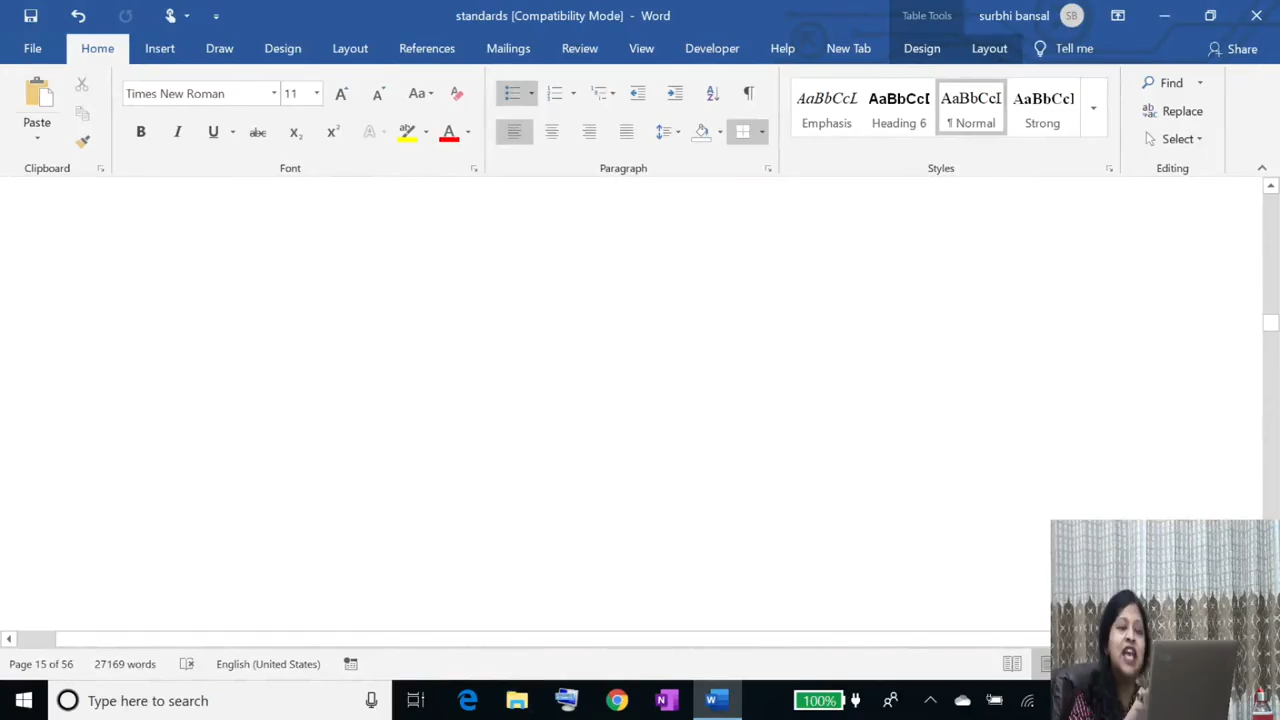 standards [Compatibility Mode] - Word
Table Tools
surbhi bansal
SB
File
Home
Insert
Draw
Design
Layout
References
Mailings
Review
View
Developer
Help
New Tab
Design
Layout
Tell me
Share
Paste
Clipboard
Times New Roman
11
Aa
B
I
U
abc
X2
X2
A
A
Font
Paragraph
AaBbCcL
Emphasis
AaBbCcD
Heading 6
AaBbCcI
¶ Normal
AaBbCcI
Strong
Styles
Find
Replace
Select
Editing
Page 15 of 56
27169 words
English (United States)
Type here to search
100%